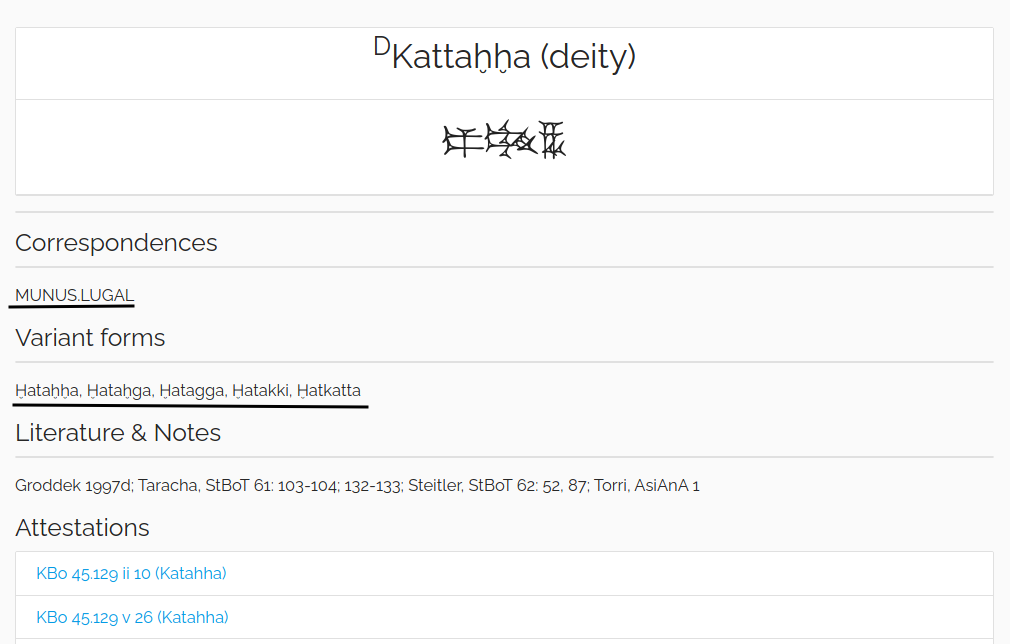 DKattaḫḫa (deity)
𒅗𒋫𒄩
Correspondences
MUNUS.LUGAL
Variant forms
Ḫataḫḫa, Ḫataḫga, Ḫatagga, Ḫatakki, Ḫatkatta
Literature & Notes
Groddek 1997d; Taracha, StBoT 61: 103-104; 132-133; Steitler, StBoT 62: 52, 87; Torri, AsiAnA 1
Attestations
KBo 45.129 ii 10 (Katahha)
KBo 45.129 v 26 (Katahha)